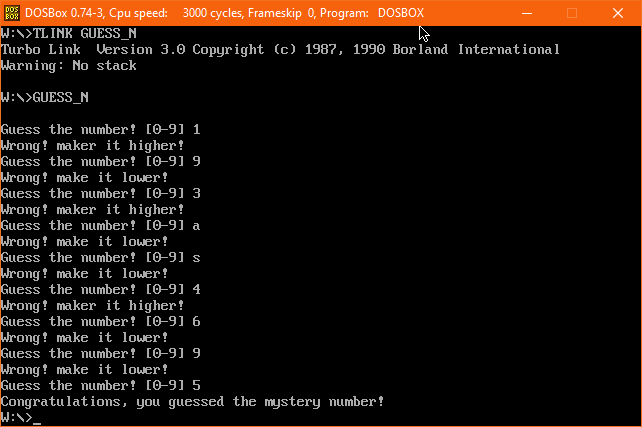 DOSBox 0.74-3, Cpu speed:    3000 cycles, Frameskip  0, Program:   DOSBOX
W:\>TLINK GUESS_N
Turbo Link  Version 3.0 Copyright (c) 1987, 1990 Borland International
Warning: No stack
W:\>GUESS_N
Guess the number! [0-9] 1
Wrong! maker it higher!
Guess the number! [0-9] 9
Wrong! make it lower!
Guess the number! [0-9] 3
Wrong! maker it higher!
Guess the number! [0-9] a
Wrong! make it lower!
Guess the number! [0-9] s
Wrong! make it lower!
Guess the number! [0-9] 4
Wrong! maker it higher!
Guess the number! [0-9] 6
Wrong! make it lower!
Guess the number! [0-9] 9
Wrong! make it lower!
Guess the number! [0-9] 5
Congratulations, you guessed the mystery number!
W:\>_